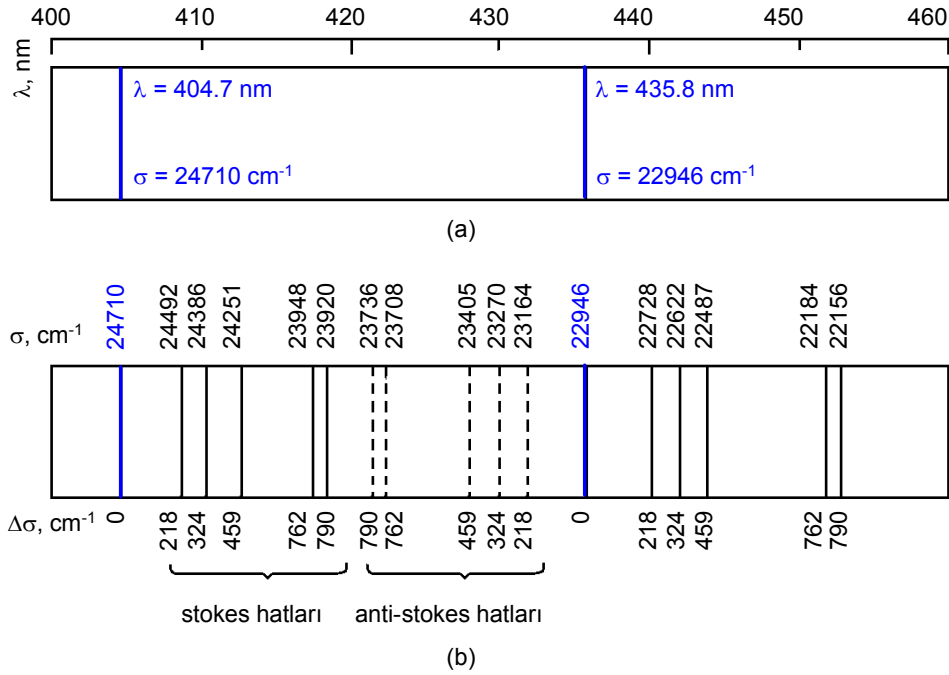 400 410 420 430 440 450 460
λ, nm
λ = 404.7 nm λ = 435.8 nm
σ = 24710 cm-1 σ = 22946 cm-1
(a)
σ, cm-1 24710 24492 24386 24251 23948 23920 23736 23708 23405 23270 23164 22946 22728 22622 22487 22184 22156
Δσ, cm-1 0 218 324 459 762 790 790 762 459 324 218 0 218 324 459 762 790
stokes hatları anti-stokes hatları
(b)